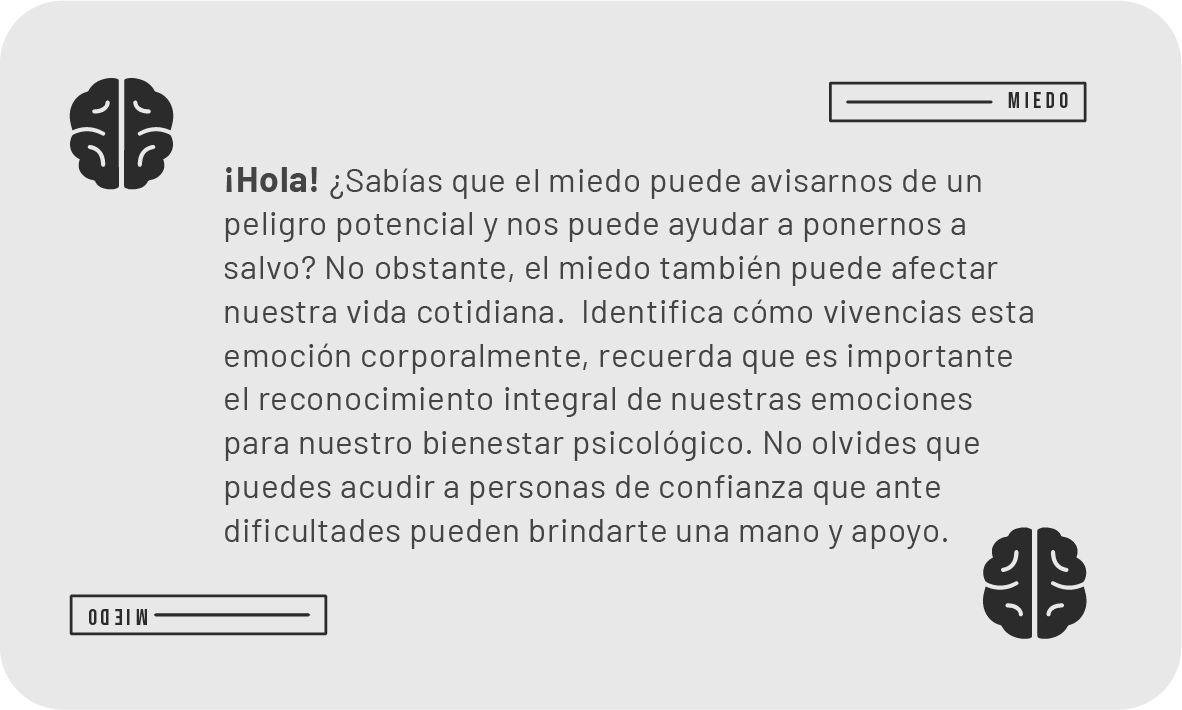 MIEDO
¡Hola! ¿Sabías que el miedo puede avisarnos de un
peligro potencial y nos puede ayudar a ponernos a
salvo? No obstante, el miedo también puede afectar
nuestra vida cotidiana.  Identifica cómo vivencias esta
emoción corporalmente, recuerda que es importante
el reconocimiento integral de nuestras emociones
para nuestro bienestar psicológico. No olvides que
puedes acudir a personas de confianza que ante
dificultades pueden brindarte una mano y apoyo.
MIEDO